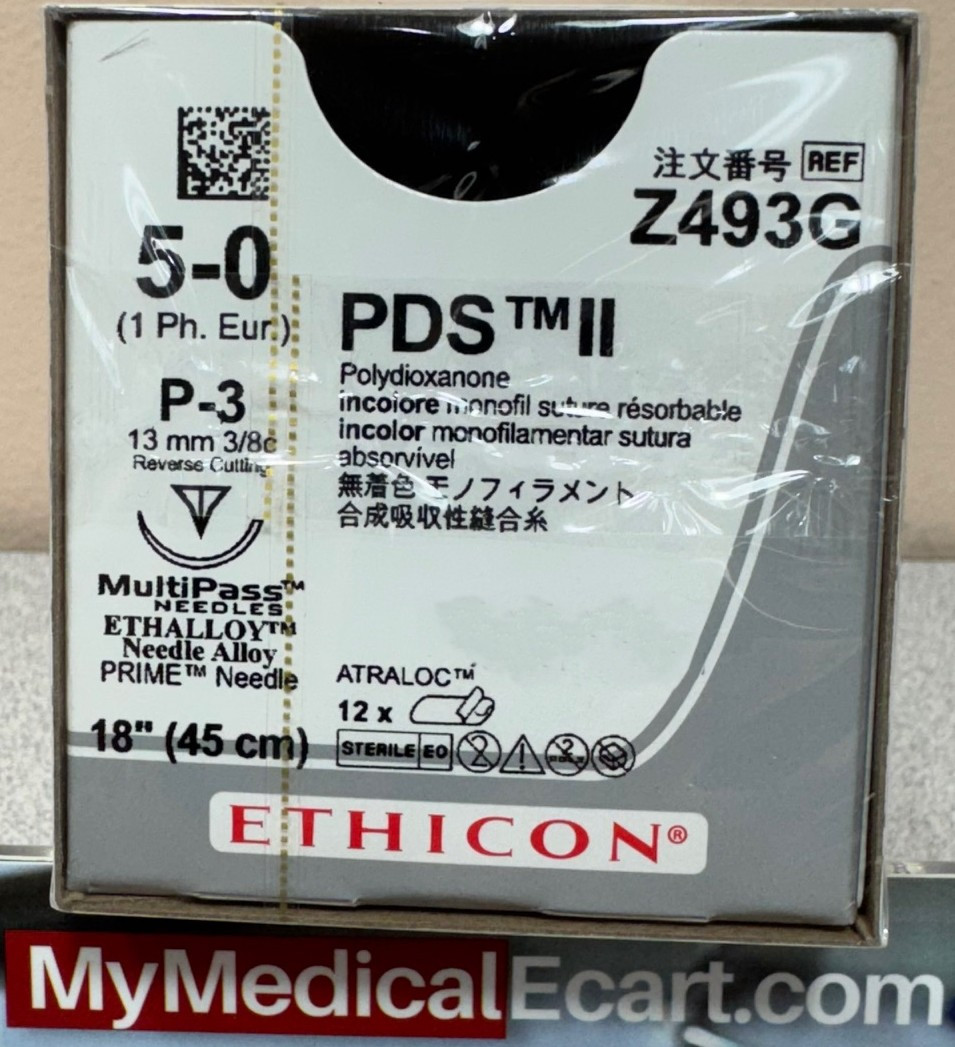 注文番号 REF
Z493G
5-0
(1 Ph. Eur.)
P-3
13 mm 3/8c
Reverse Cutting
MultiPass™
NEEDLES
ETHALLOY™
Needle Alloy
PRIME™ Needle
18" (45 cm)
PDS™II
Polydioxanone
incolore monofil suture résorbable
incolor monofilamentar sutura
absorvível
無着色 モノフィラメント
合成吸収性縫合糸
ATRALOC™
12 x
STERILE EO
ETHICON®
MyMedicalEcart.com